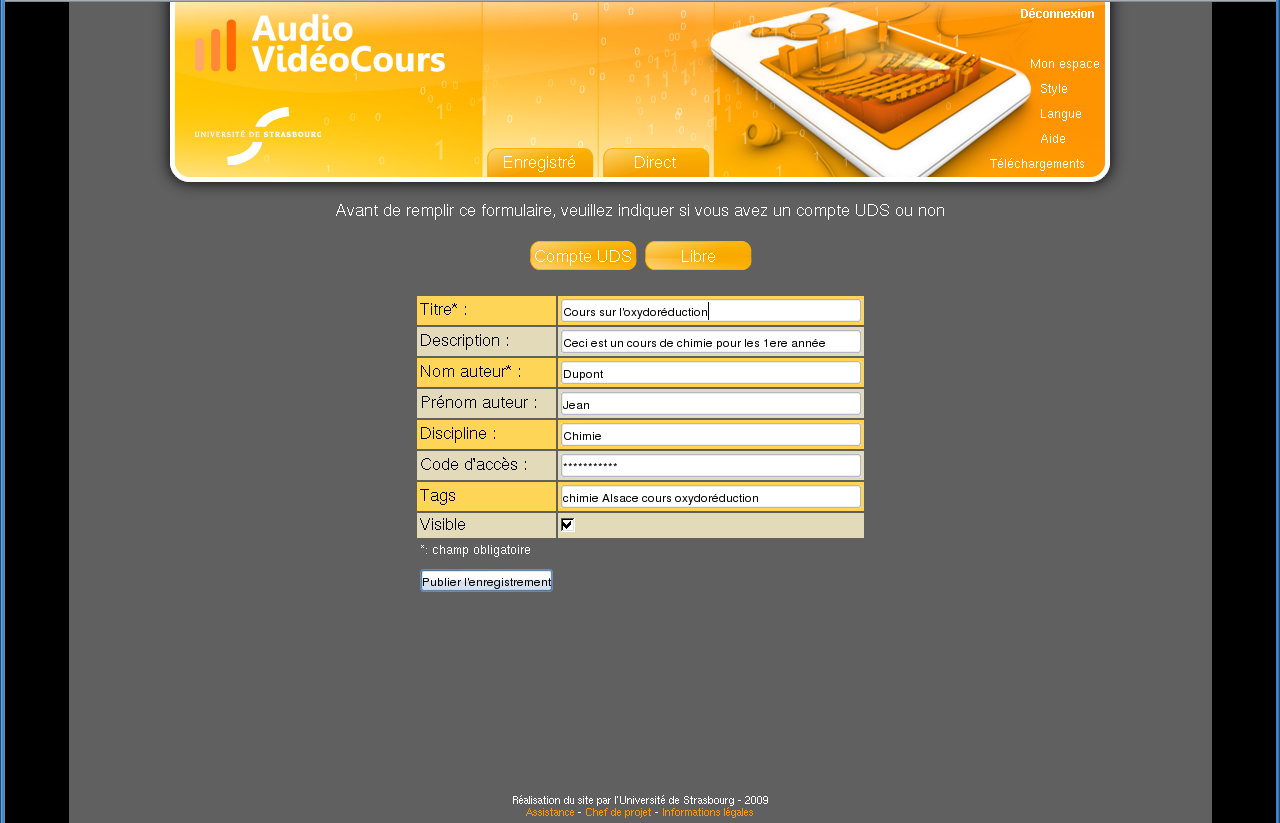 Audio
VidéoCours
UNIVERSITÉ DE STRASBOURG
Enregistré
Direct
Déconnexion
Mon espace
Style
Langue
Aide
Téléchargements
Avant de remplir ce formulaire, veuillez indiquer si vous avez un compte UDS ou non
Compte UDS
Libre
Titre* : Cours sur l'oxydoréduction
Description : Ceci est un cours de chimie pour les 1ere année
Nom auteur* : Dupont
Prénom auteur : Jean
Discipline : Chimie
Code d'accès : ***********
Tags chimie Alsace cours oxydoréduction
Visible
*: champ obligatoire
Publier l'enregistrement
Réalisation du site par l'Université de Strasbourg - 2009
Assistance - Chef de projet - Informations légales